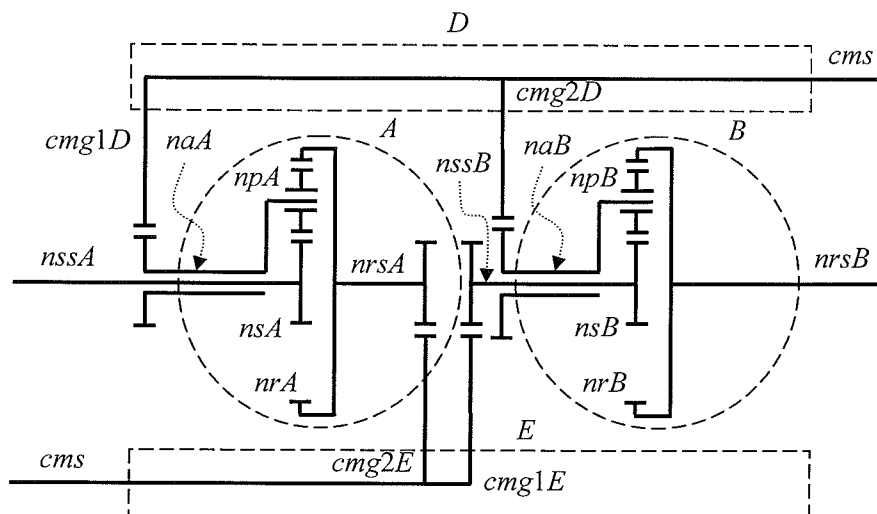 D
cms
cmg2D
cmg1D
naA
A
npA
nssB
naB
B
npB
nssA
nrsA
nrsB
nsA
nsB
nrA
nrB
E
cms
cmg2E
cmg1E